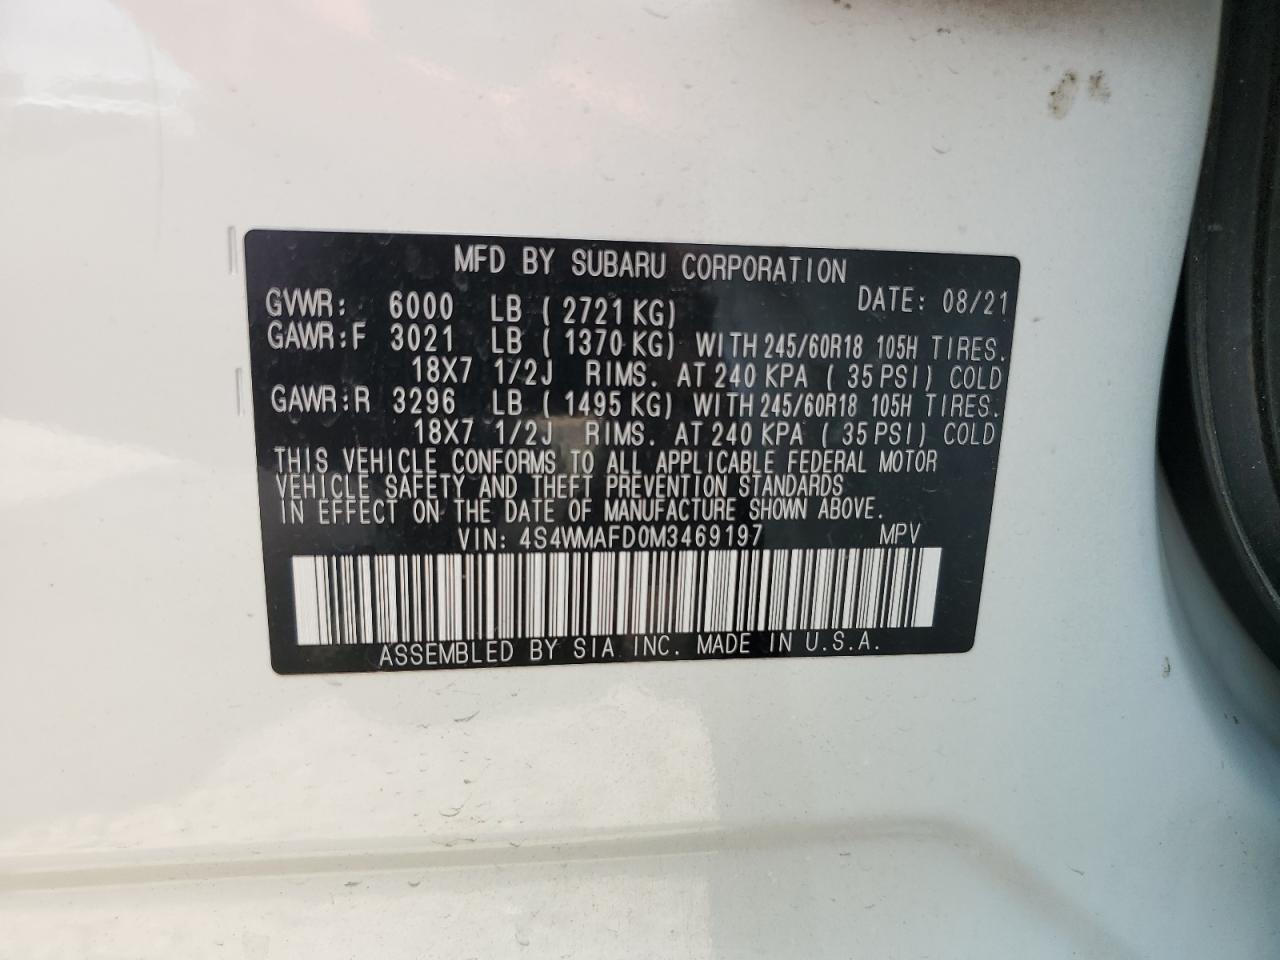 MFD BY SUBARU CORPORATION
GVWR: 6000 LB ( 2721 KG) DATE: 08/21
GAWR:F 3021 LB ( 1370 KG) WITH 245/60R18 105H TIRES.
18X7 1/2J RIMS. AT 240 KPA ( 35 PSI) COLD
GAWR:R 3296 LB ( 1495 KG) WITH 245/60R18 105H TIRES.
18X7 1/2J RIMS. AT 240 KPA ( 35 PSI) COLD
THIS VEHICLE CONFORMS TO ALL APPLICABLE FEDERAL MOTOR
VEHICLE SAFETY AND THEFT PREVENTION STANDARDS
IN EFFECT ON THE DATE OF MANUFACTURE SHOWN ABOVE.
VIN: 4S4WMAFD0M3469197 MPV
ASSEMBLED BY SIA INC. MADE IN U.S.A.